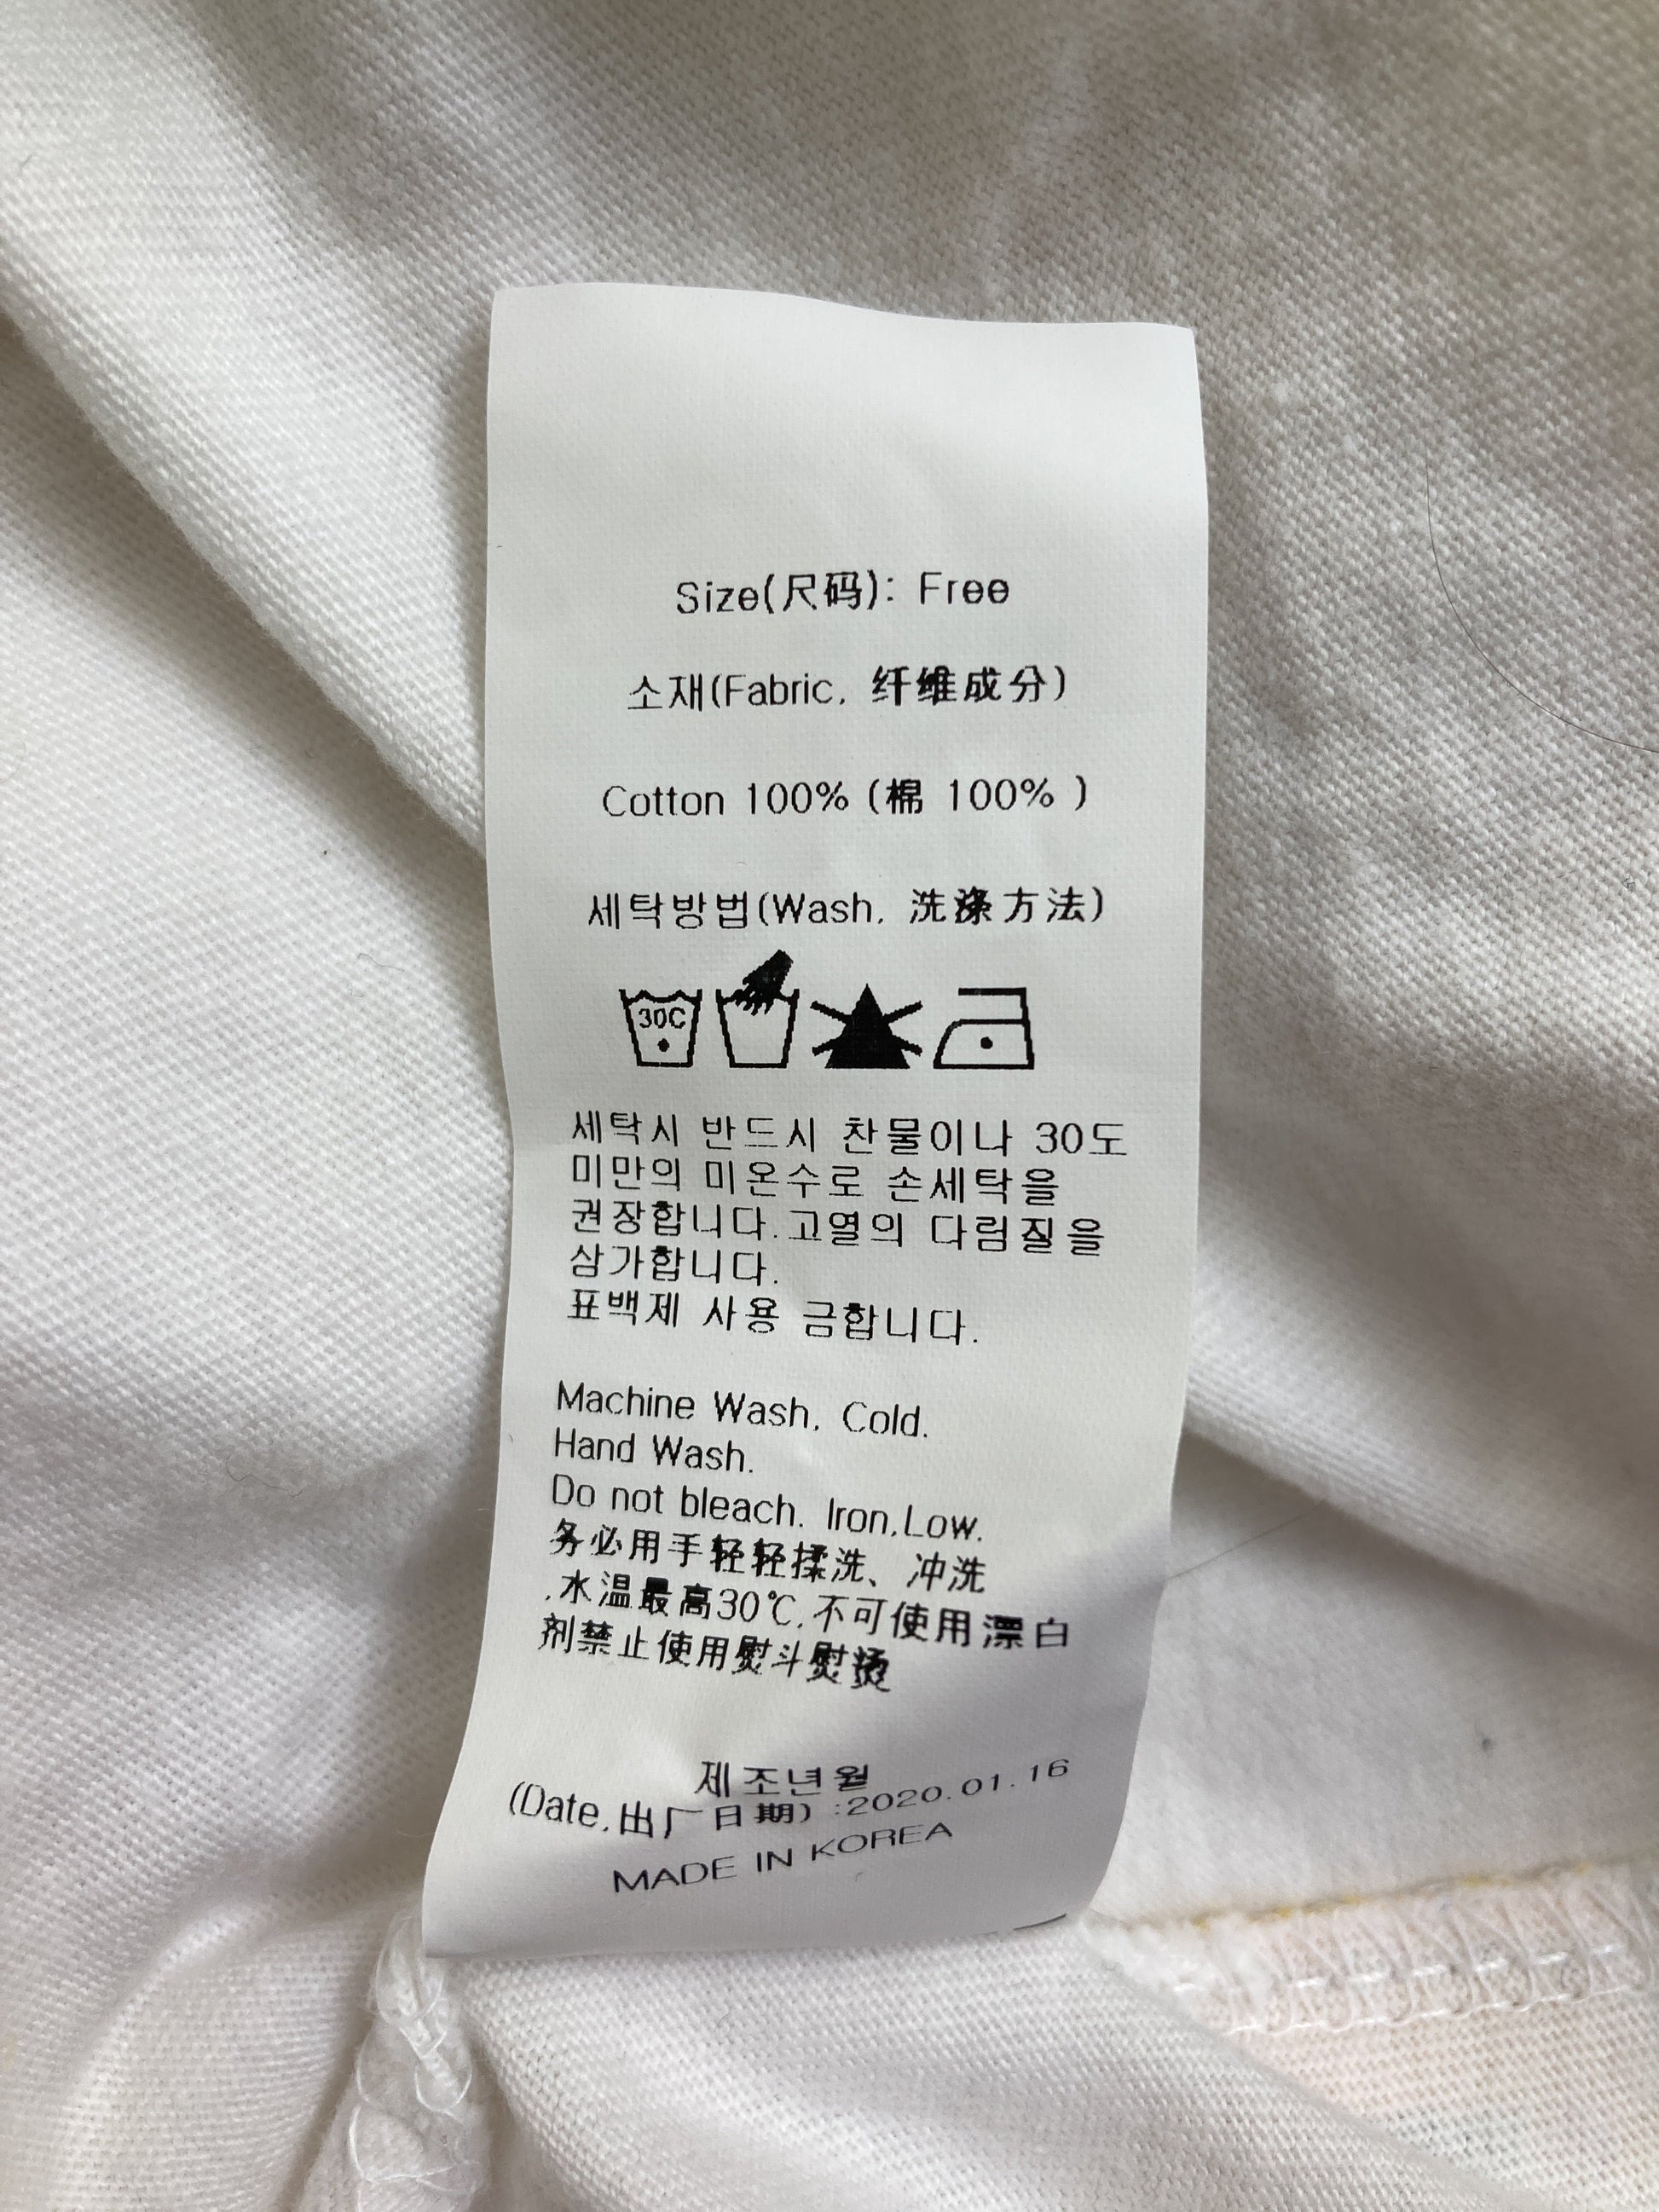 Size(尺码): Free
소재(Fabric, 纤维成分)
Cotton 100% (棉 100% )
세탁방법(Wash, 洗涤方法)
30C
세탁시 반드시 찬물이나 30도
미만의 미온수로 손세탁을
권장합니다.고열의 다림질을
삼가합니다.
표백제 사용 금합니다.
Machine Wash, Cold.
Hand Wash.
Do not bleach. Iron,Low.
务必用手轻轻揉洗、冲洗
,水温最高30℃,不可使用漂白
剂禁止使用熨斗熨烫
제조년월
(Date,出厂日期) :2020.01.16
MADE IN KOREA